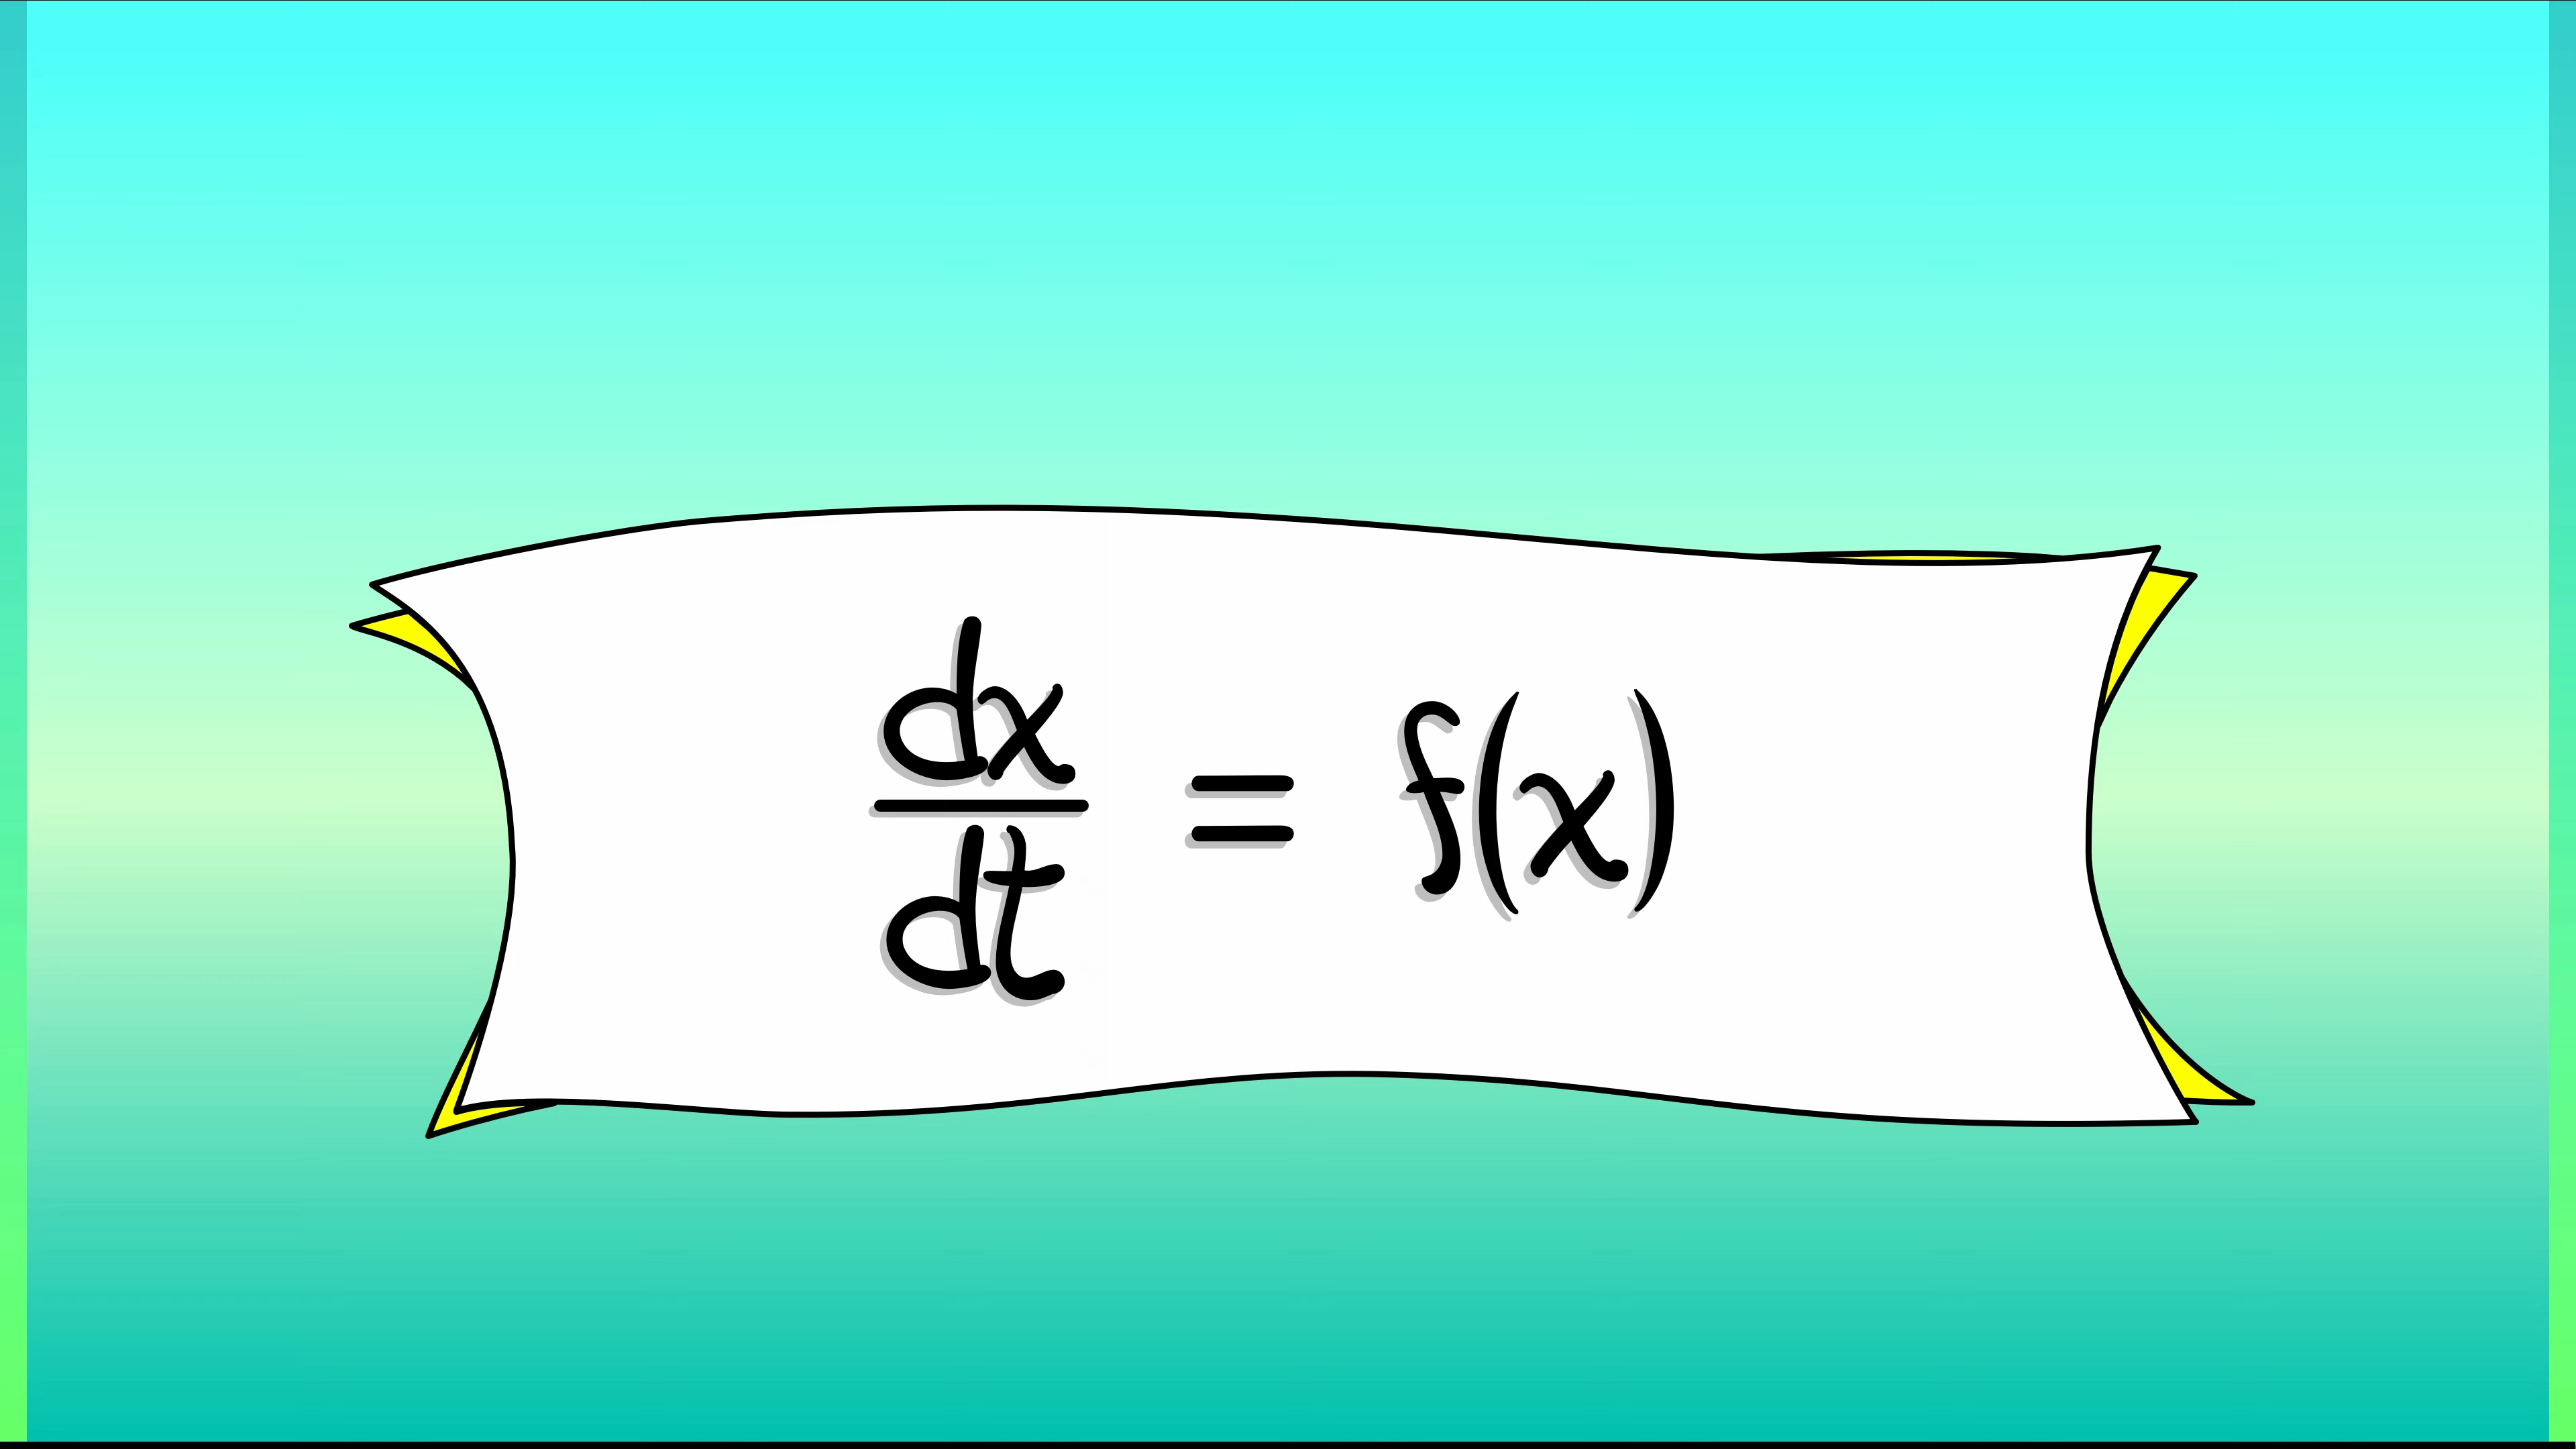 dx/dt = f(x)